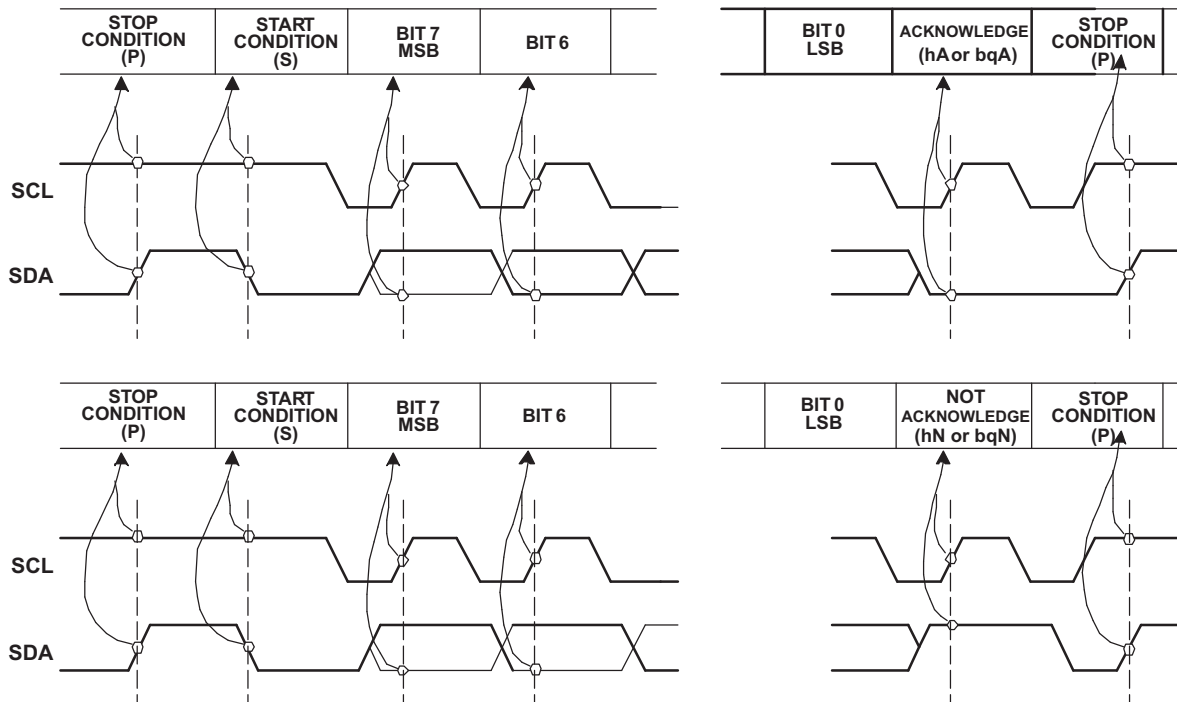 STOP
CONDITION
(P)
START
CONDITION
(S)
BIT 7
MSB
BIT 6
BIT 0
LSB
ACKNOWLEDGE
(hA or bqA)
STOP
CONDITION
(P)
SCL
SDA
STOP
CONDITION
(P)
START
CONDITION
(S)
BIT 7
MSB
BIT 6
BIT 0
LSB
NOT
ACKNOWLEDGE
(hN or bqN)
STOP
CONDITION
(P)
SCL
SDA